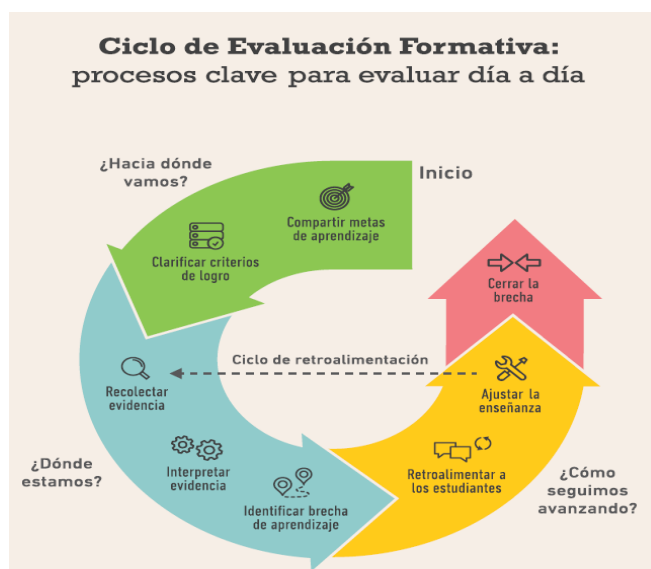 Ciclo de Evaluación Formativa:
procesos clave para evaluar día a día
¿Hacia dónde
vamos?
Inicio
Compartir metas
de aprendizaje
Clarificar criterios
de logro
Cerrar la
brecha
Ciclo de retroalimentación
Recolectar
evidencia
Ajustar la
enseñanza
¿Dónde
estamos?
Interpretar
evidencia
Identificar brecha
de aprendizaje
Retroalimentar a
los estudiantes
¿Cómo
seguimos
avanzando?